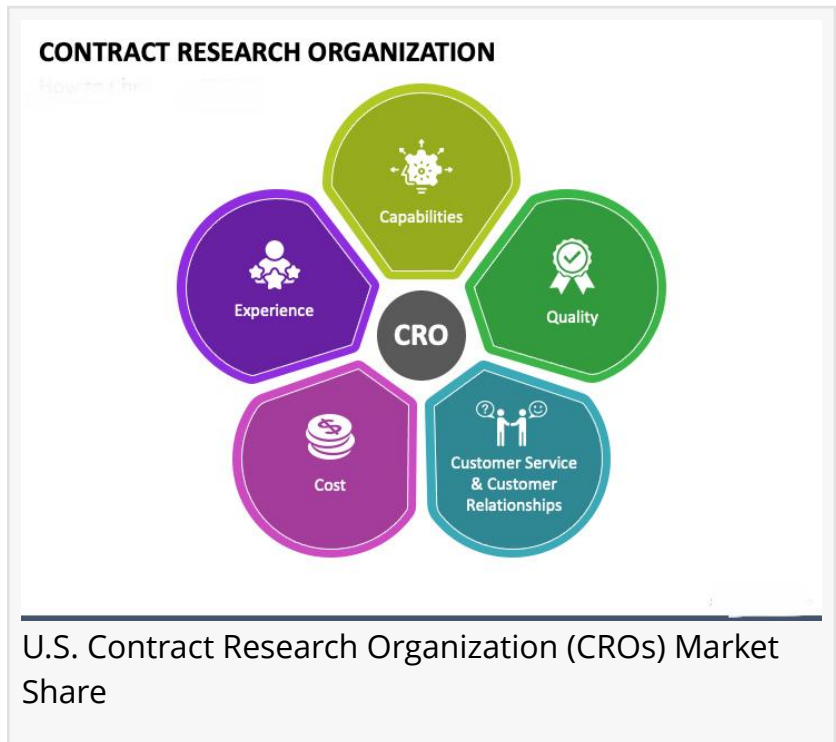 CONTRACT RESEARCH ORGANIZATION
Capabilities
Experience
Quality
CRO
Cost
Customer Service
& Customer
Relationships
U.S. Contract Research Organization (CROs) Market
Share